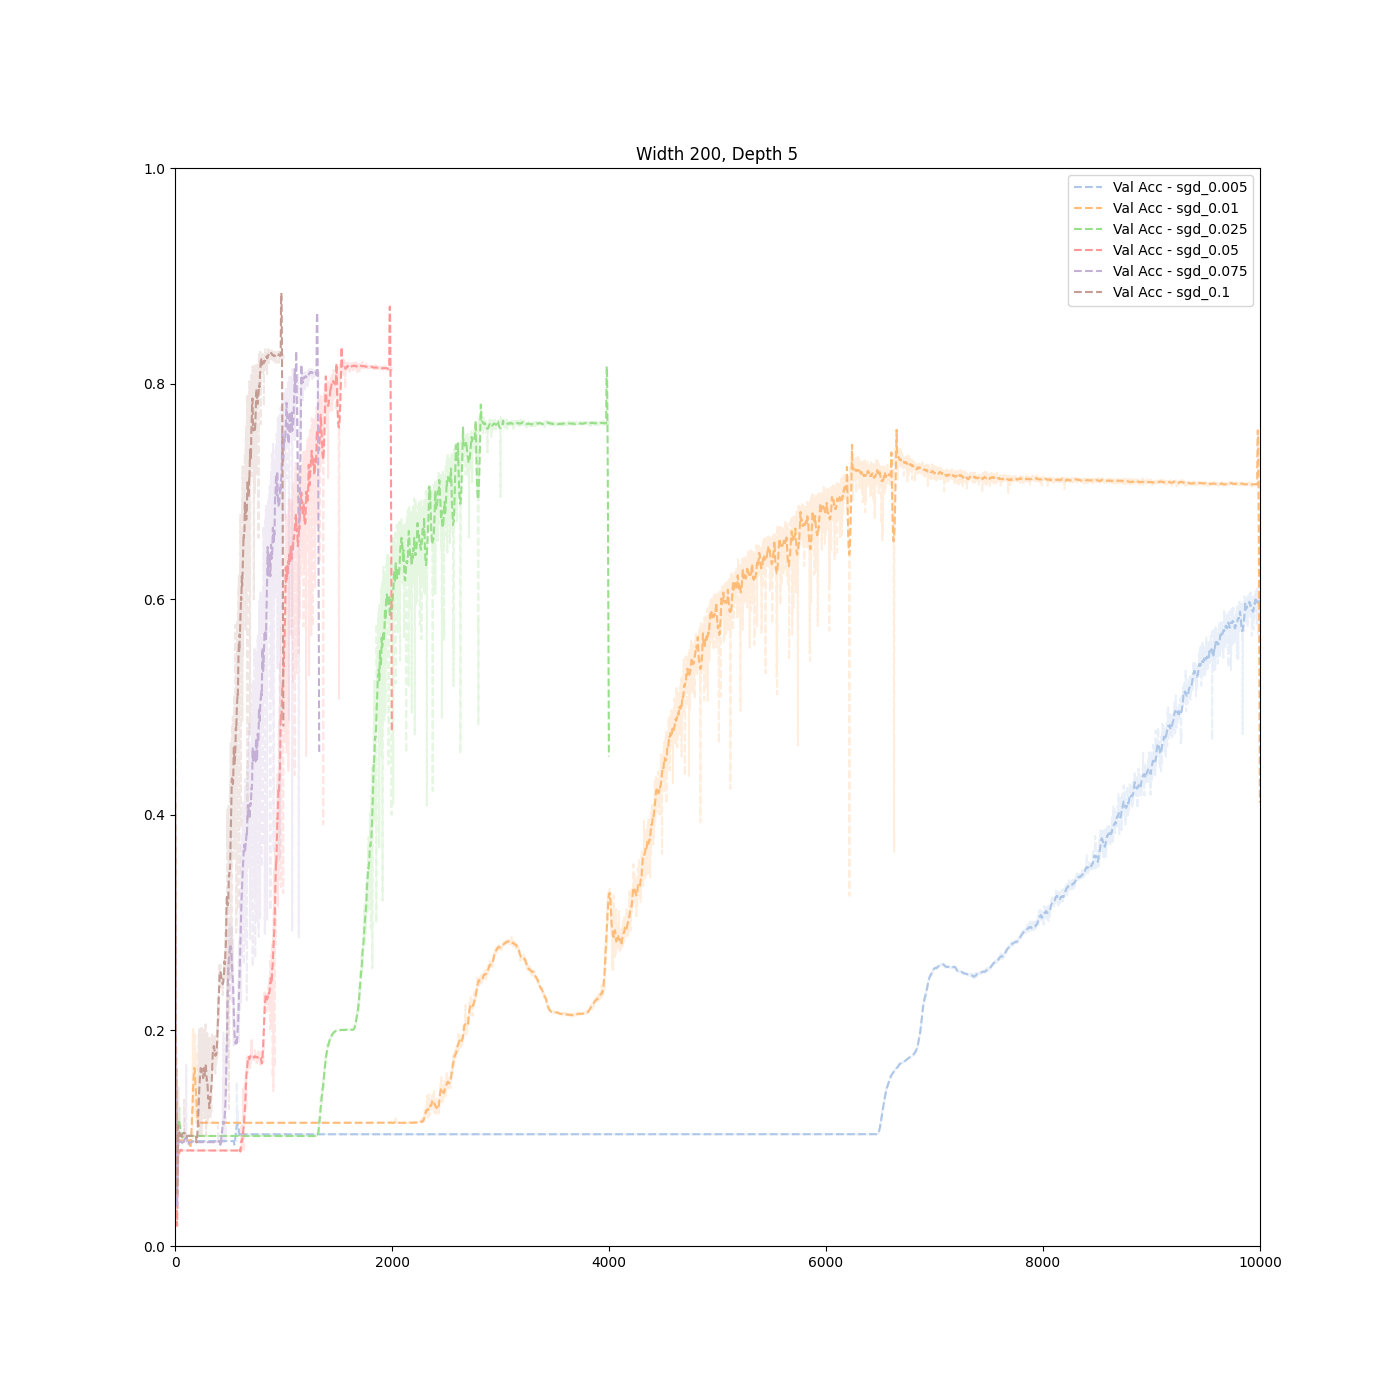 Width 200, Depth 5
1.0
0.8
0.6
0.4
0.2
0.0
Val Acc - sgd_0.005
Val Acc - sgd_0.01
Val Acc - sgd_0.025
Val Acc - sgd_0.05
Val Acc - sgd_0.075
Val Acc - sgd_0.1
0
2000
4000
6000
8000
10000